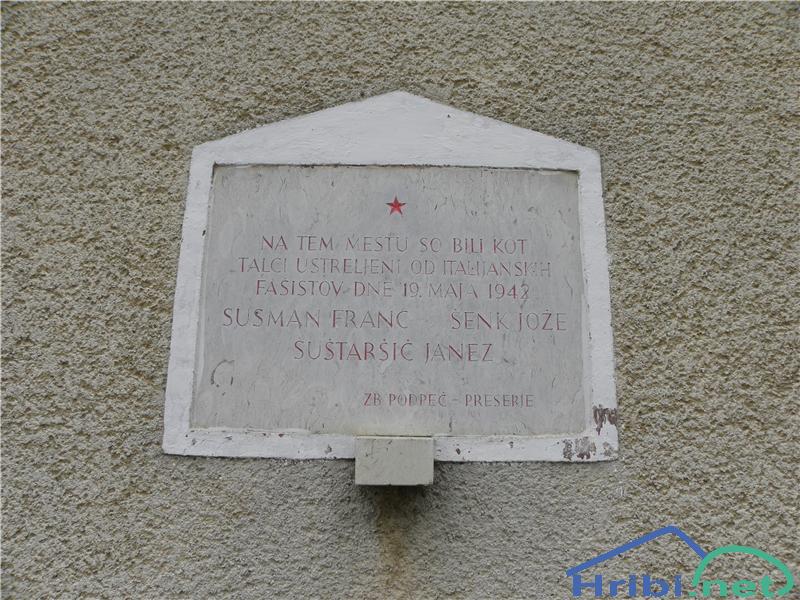 NA TEM MESTU SO BILI KOT
TALCI USTRELJENI OD ITALIJANSKIH
FAŠISTOV DNE 19. MAJA 1942
SUSMAN FRANC ŠENK JOŽE
ŠUŠTARŠIČ JANEZ
ZB PODPEČ - PRESERJE
Hribi.net